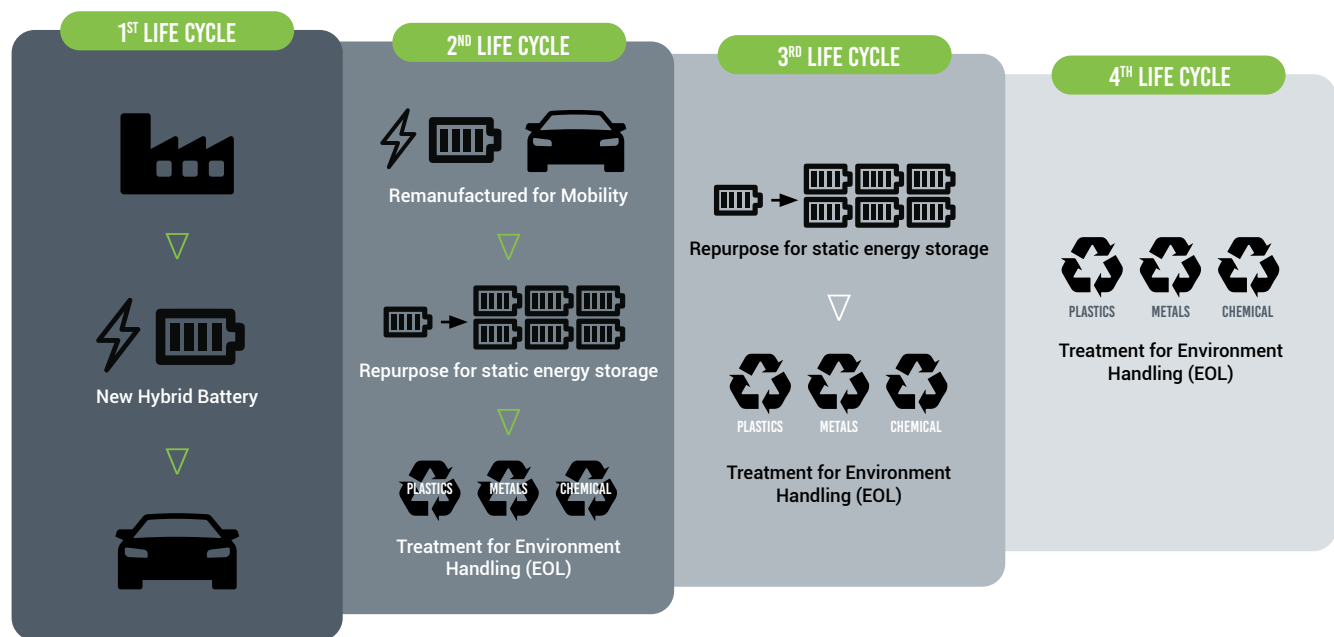 1ST LIFE CYCLE
New Hybrid Battery
2ND LIFE CYCLE
Remanufactured for Mobility
Repurpose for static energy storage
PLASTICS METALS CHEMICAL
Treatment for Environment
Handling (EOL)
3RD LIFE CYCLE
Repurpose for static energy storage
PLASTICS METALS CHEMICAL
Treatment for Environment
Handling (EOL)
4TH LIFE CYCLE
PLASTICS METALS CHEMICAL
Treatment for Environment
Handling (EOL)